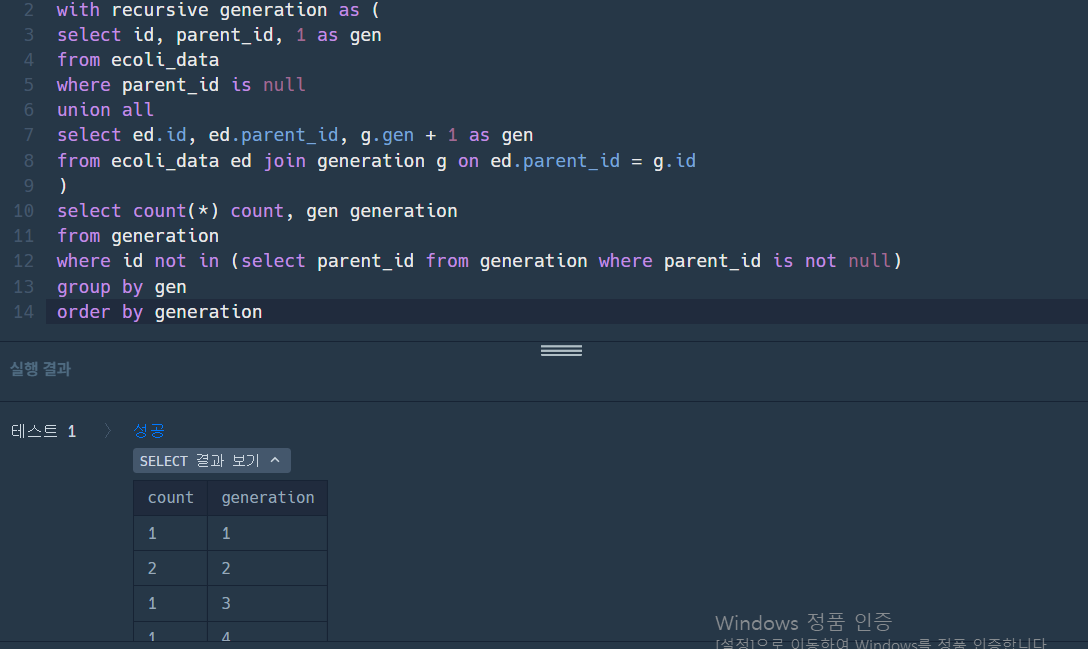 2 with recursive generation as (
3 select id, parent_id, 1 as gen
4 from ecoli_data
5 where parent_id is null
6 union all
7 select ed.id, ed.parent_id, g.gen + 1 as gen
8 from ecoli_data ed join generation g on ed.parent_id = g.id
9 )
10 select count(*) count, gen generation
11 from generation
12 where id not in (select parent_id from generation where parent_id is not null)
13 group by gen
14 order by generation
실행 결과
테스트 1 〉 성공
SELECT 결과 보기
count generation
1 1
2 2
1 3
1 4
Windows 정품 인증
[설정]으로 이동하여 Windows를 정품 인증합니다